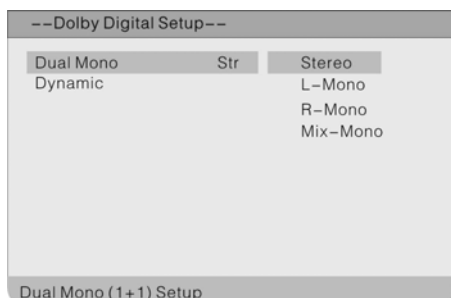 --Dolby Digital Setup--
Dual Mono Str Stereo
Dynamic L-Mono
R-Mono
Mix-Mono
Dual Mono (1+1) Setup